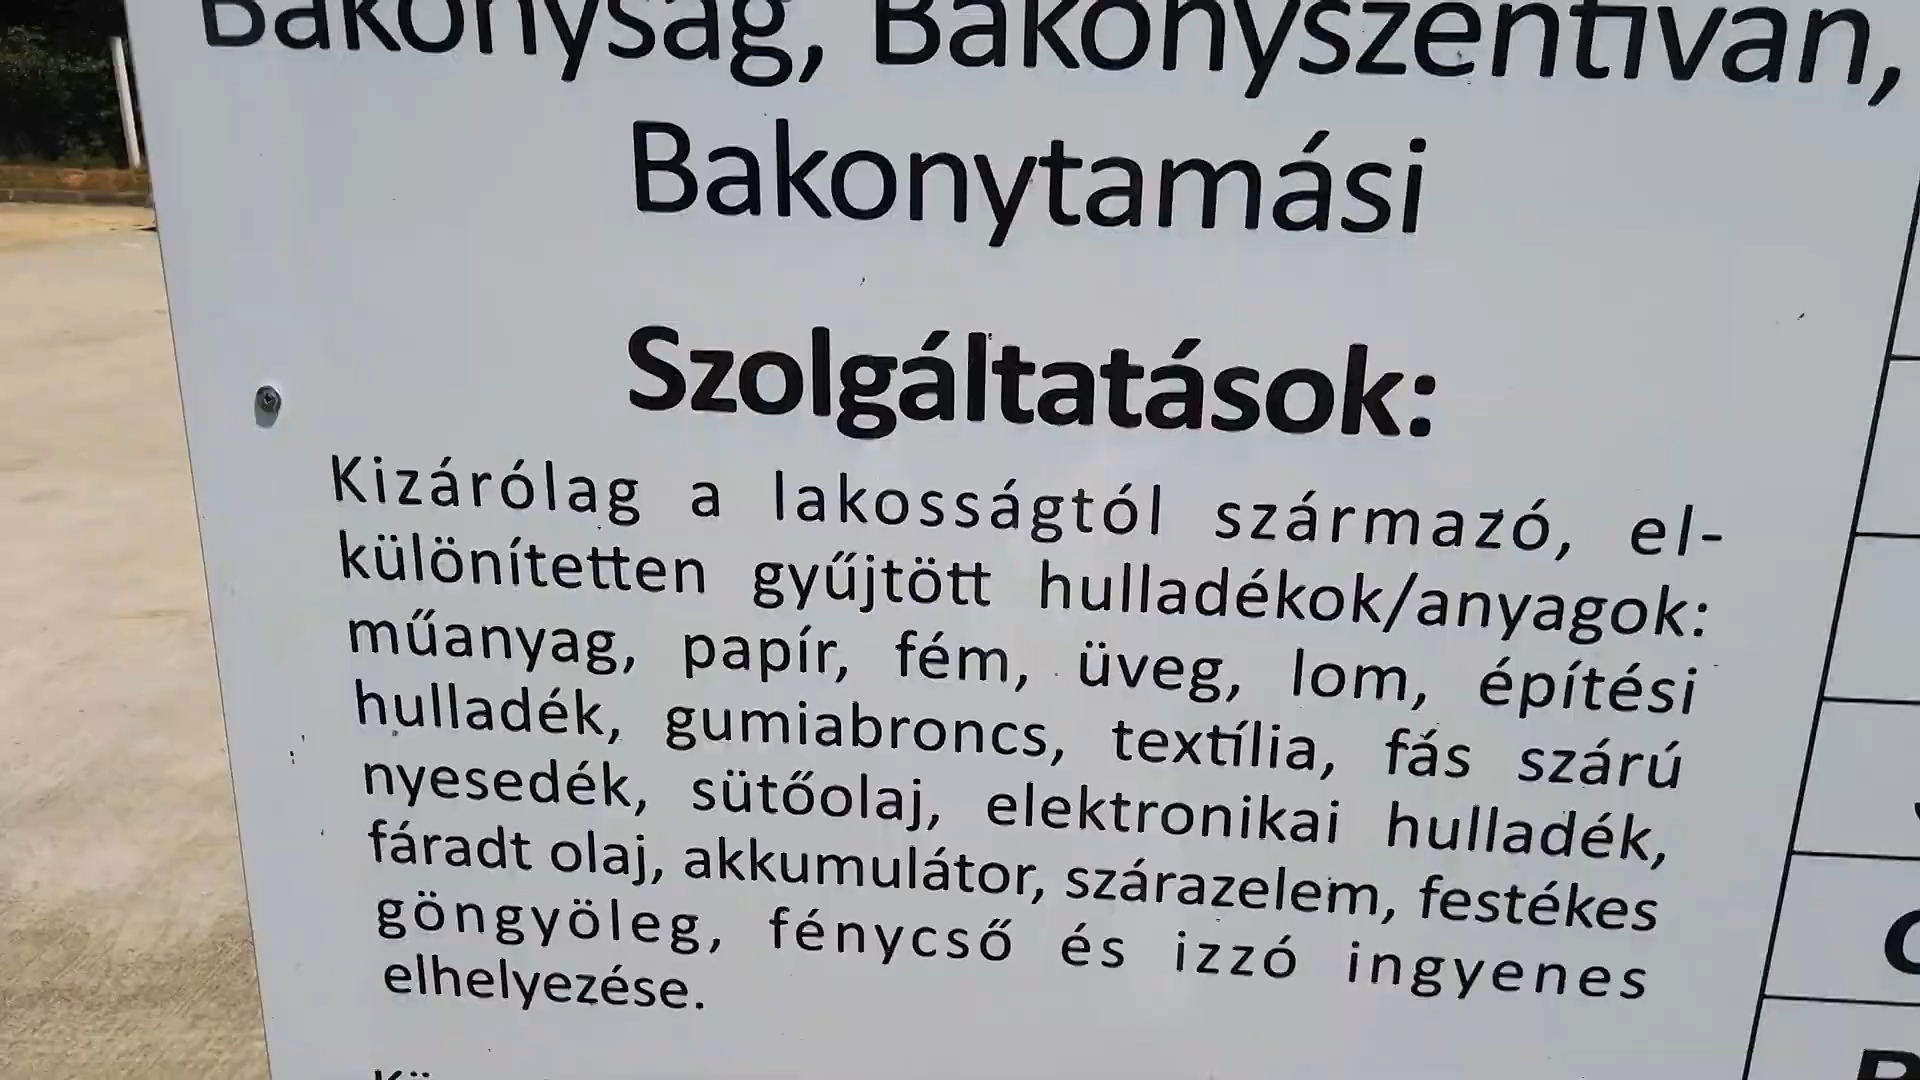 Bakonyság, Bakonyszentiván,
Bakonytamási
Szolgáltatások:
Kizárólag a lakosságtól származó, el-
különítetten gyűjtött hulladékok/anyagok:
műanyag, papír, fém, üveg, lom, építési
hulladék, gumiabroncs, textília, fás szárú
nyesedék, sütőolaj, elektronikai hulladék,
fáradt olaj, akkumulátor, szárazelem, festékes
göngyöleg, fénycső és izzó ingyenes
elhelyezése.